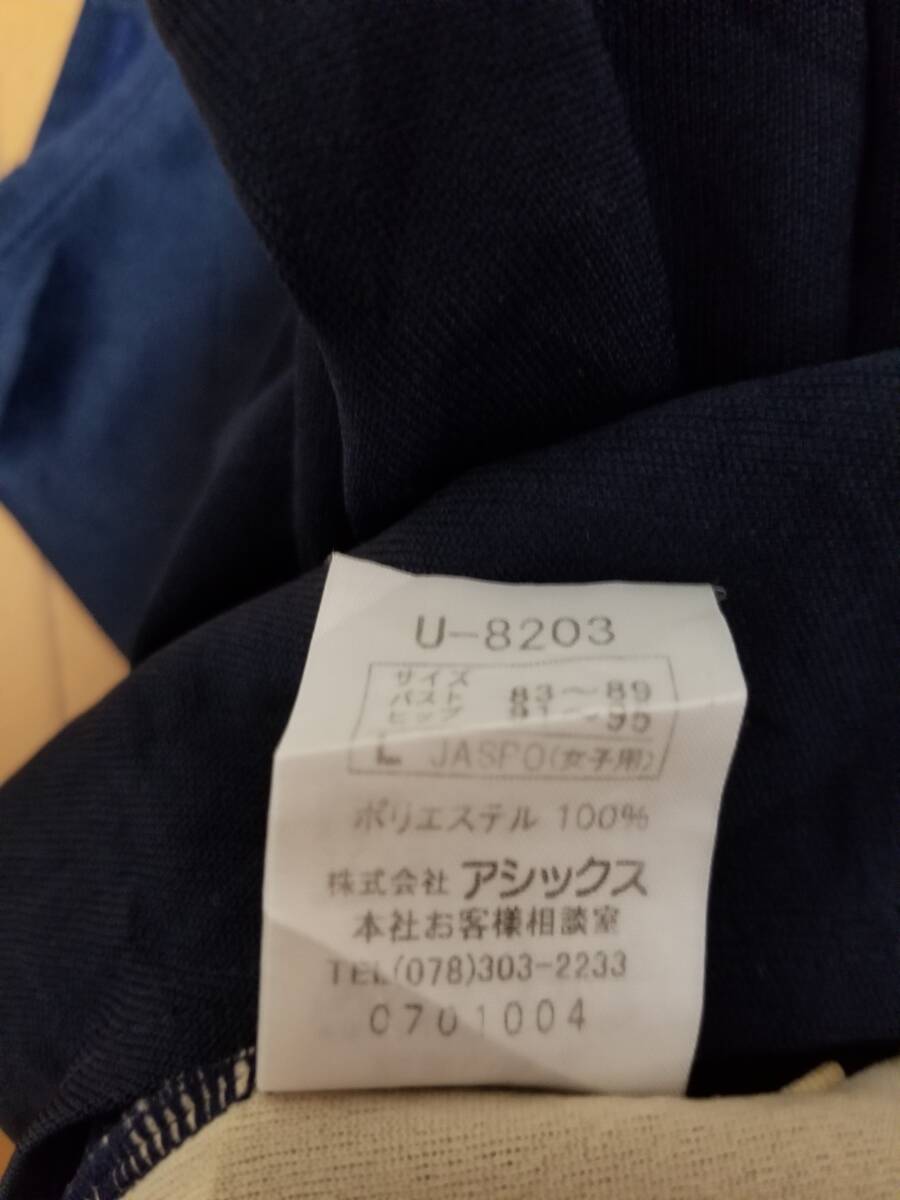 U-8203
サイズ
バスト 83～89
ヒップ 91～95
L JASPO(女子用)
ポリエステル 100%
株式会社 アシックス
本社お客様相談室
TEL(078)303-2233
0701004